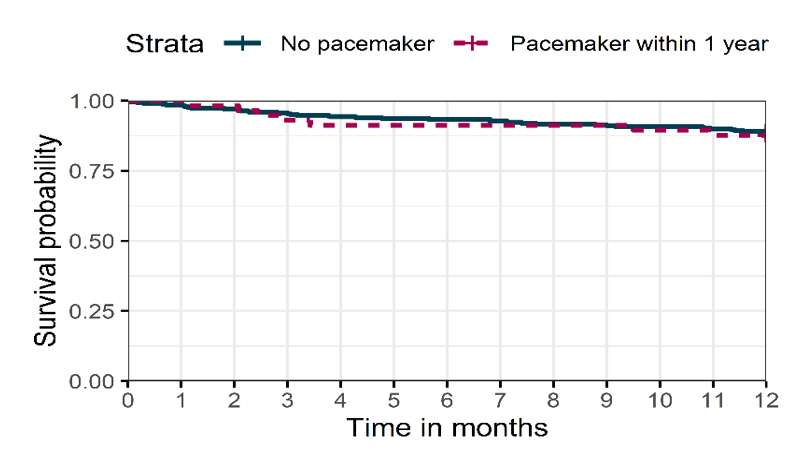 Strata No pacemaker Pacemaker within 1 year
Survival probability
1.00
0.75
0.50
0.25
0.00
0 1 2 3 4 5 6 7 8 9 10 11 12
Time in months